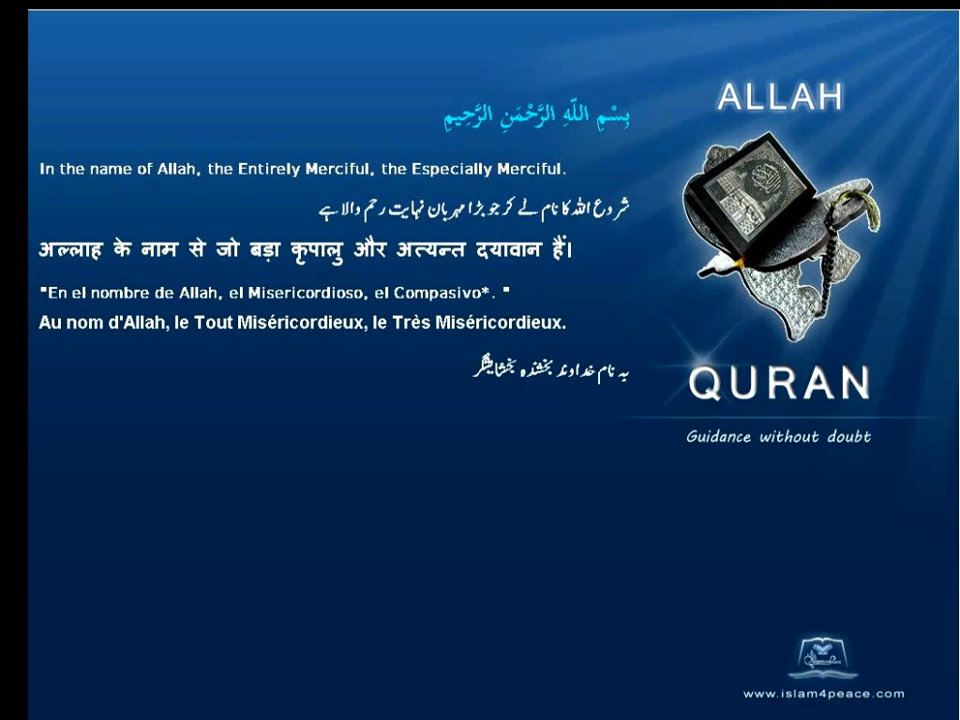 بِسْمِ اللَّهِ الرَّحْمَنِ الرَّحِيمِ
In the name of Allah, the Entirely Merciful, the Especially Merciful.
شروع الله کا نام لے کر جو بڑا مہربان نہایت رحم والا ہے
अल्लाह के नाम से जो बड़ा कृपालु और अत्यन्त दयावान हैं।
"En el nombre de Allah, el Misericordioso, el Compasivo*. "
Au nom d'Allah, le Tout Miséricordieux, le Très Miséricordieux.
به نام خداوند بخشنده بخشایشگر
ALLAH
QURAN
Guidance without doubt
www.islam4peace.com